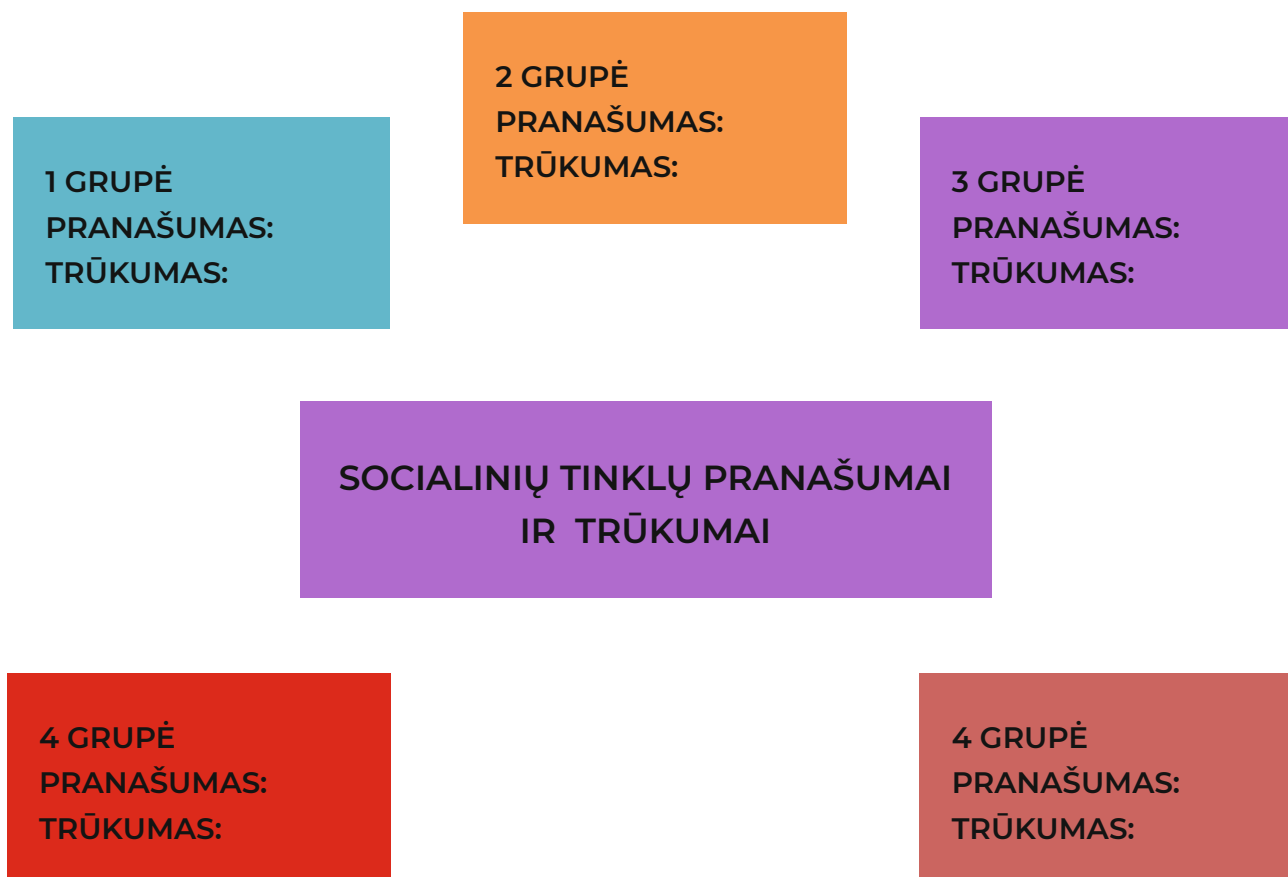 1 GRUPĖ
PRANAŠUMAS:
TRŪKUMAS:
2 GRUPĖ
PRANAŠUMAS:
TRŪKUMAS:
3 GRUPĖ
PRANAŠUMAS:
TRŪKUMAS:
SOCIALINIŲ TINKLŲ PRANAŠUMAI
IR TRŪKUMAI
4 GRUPĖ
PRANAŠUMAS:
TRŪKUMAS:
4 GRUPĖ
PRANAŠUMAS:
TRŪKUMAS: